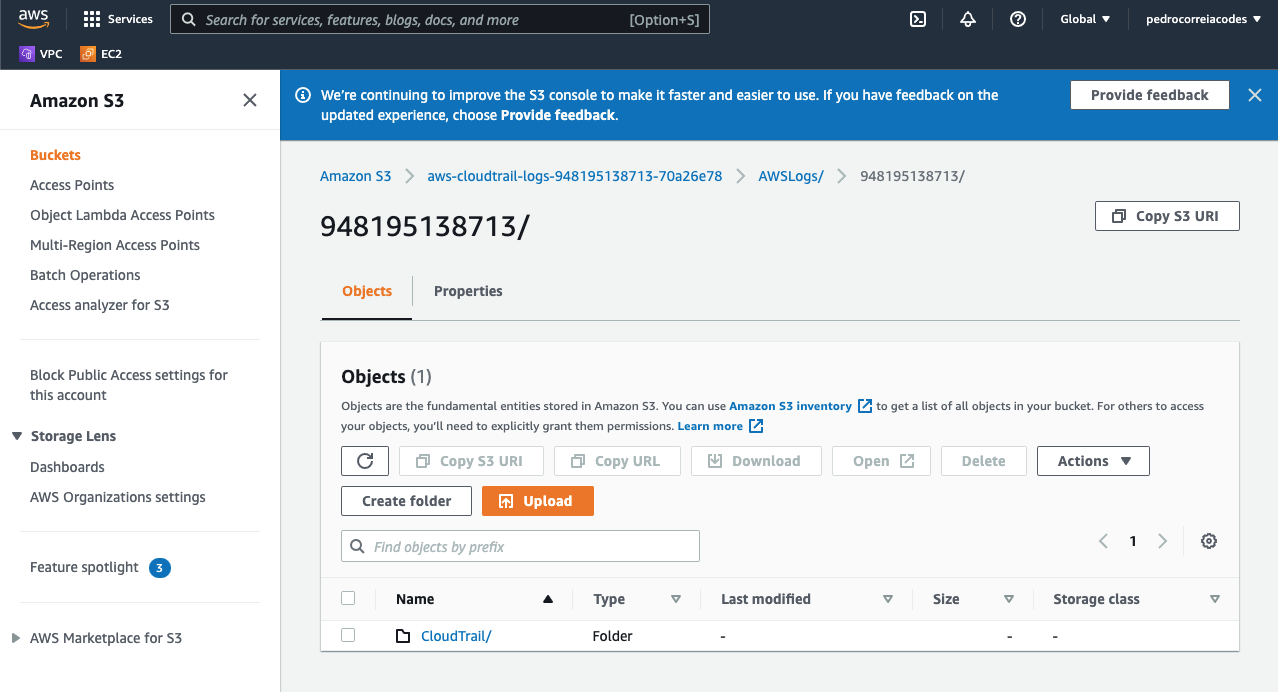 aws
Services
Search for services, features, blogs, docs, and more [Option+S]
Global ▼
pedrocorreiacodes ▼
VPC
EC2
Amazon S3
We're continuing to improve the S3 console to make it faster and easier to use. If you have feedback on the
updated experience, choose Provide feedback.
Provide feedback
Buckets
Access Points
Object Lambda Access Points
Multi-Region Access Points
Batch Operations
Access analyzer for S3
Block Public Access settings for
this account
Storage Lens
Dashboards
AWS Organizations settings
Feature spotlight 3
AWS Marketplace for S3
Amazon S3 > aws-cloudtrail-logs-948195138713-70a26e78 > AWSLogs/ > 948195138713/
948195138713/
Copy S3 URI
Objects
Properties
Objects (1)
Objects are the fundamental entities stored in Amazon S3. You can use Amazon S3 inventory to get a list of all objects in your bucket. For others to access
your objects, you'll need to explicitly grant them permissions. Learn more
Copy S3 URI
Copy URL
Download
Open
Delete
Actions ▼
Create folder
Upload
Find objects by prefix
1
Name Type Last modified Size Storage class
CloudTrail/ Folder - - -